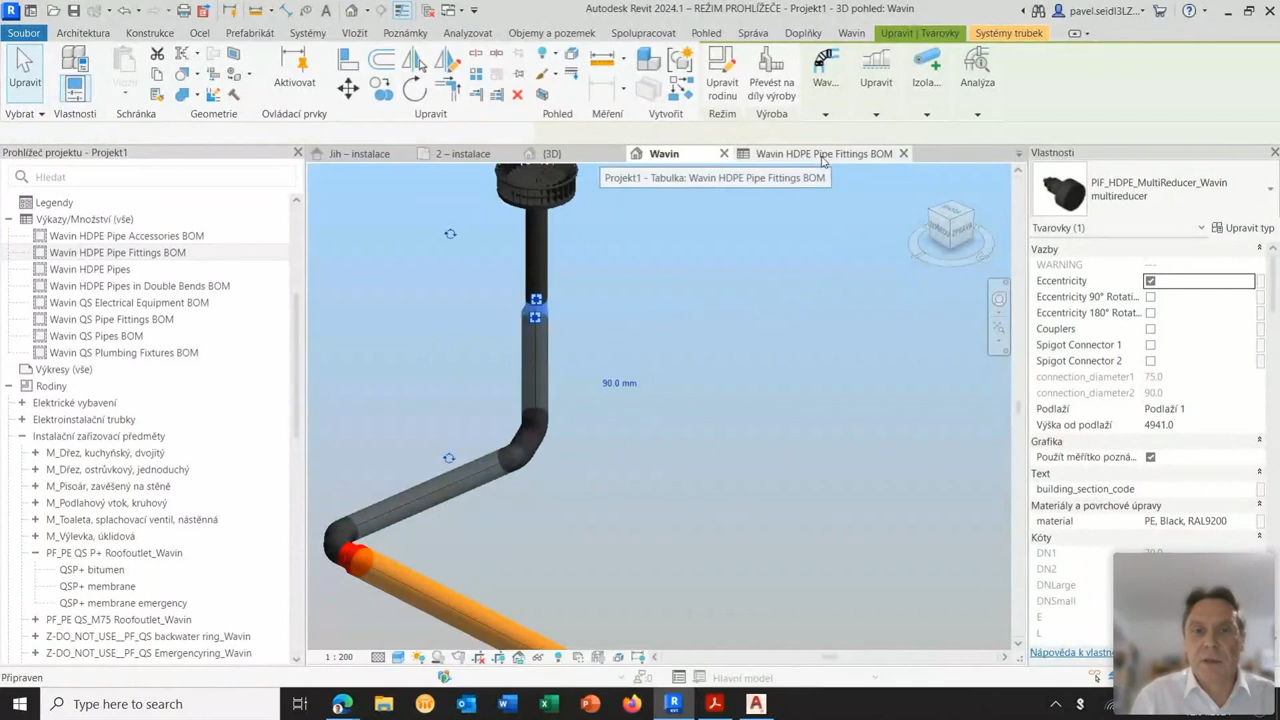 Autodesk Revit 2024.1 - REŽIM PROHLÍŽEČE - Projekt1 - 3D pohled: Wavin
pavel.seidl3LZ...
Soubor
Architektura
Konstrukce
Ocel
Prefabrikát
Systémy
Vložit
Poznámky
Analyzovat
Objemy a pozemek
Spolupracovat
Pohled
Správa
Doplňky
Wavin
Upravit | Tvarovky
Systémy trubek
Upravit
Vlastnosti
Vybrat
Schránka
Geometrie
Aktivovat
Ovládací prvky
Upravit
Pohled
Měření
Vytvořit
Upravit
rodinu
Režim
Převést na
díly výroby
Výroba
Wav...
Upravit
Izola...
Analýza
Prohlížeč projektu - Projekt1
Jih – instalace
2 – instalace
{3D}
Wavin
Wavin HDPE Pipe Fittings BOM
Projekt1 - Tabulka: Wavin HDPE Pipe Fittings BOM
Hledat
Legendy
Výkazy/Množství (vše)
Wavin HDPE Pipe Accessories BOM
Wavin HDPE Pipe Fittings BOM
Wavin HDPE Pipes
Wavin HDPE Pipes in Double Bends BOM
Wavin QS Electrical Equipment BOM
Wavin QS Pipe Fittings BOM
Wavin QS Pipes BOM
Wavin QS Plumbing Fixtures BOM
Výkresy (vše)
Rodiny
Elektrické vybavení
Elektroinstalační trubky
Instalační zařizovací předměty
M_Dřez, kuchyňský, dvojitý
M_Dřez, ostrůvkový, jednoduchý
M_Pisoár, zavěšený na stěně
M_Podlahový vtok, kruhový
M_Toaleta, splachovací ventil, nástěnná
M_Výlevka, úklidová
PF_PE QS P+ Roofoutlet_Wavin
QSP+ bitumen
QSP+ membrane
QSP+ membrane emergency
PF_PE QS_M75 Roofoutlet_Wavin
Z-DO_NOT_USE__PF_QS backwater ring_Wavin
Z-DO_NOT_USE__PF_QS Emergencyring_Wavin
90.0 mm
1 : 200
Vlastnosti
PIF_HDPE_MultiReducer_Wavin
multireducer
Tvarovky (1)
Upravit typ
Vazby
WARNING
Eccentricity
Eccentricity 90° Rotati...
Eccentricity 180° Rotat...
Couplers
Spigot Connector 1
Spigot Connector 2
connection_diameter1 75.0
connection_diameter2 90.0
Podlaží Podlaží 1
Výška od podlaží 4941.0
Grafika
Použít měřítko pozná...
Text
building_section_code
Materiály a povrchové úpravy
material PE, Black, RAL9200
Kóty
DN1
DN2
DNLarge
DNSmall
E
L
Nápověda k vlastn
Připraven
:0
Hlavní model
Type here to search